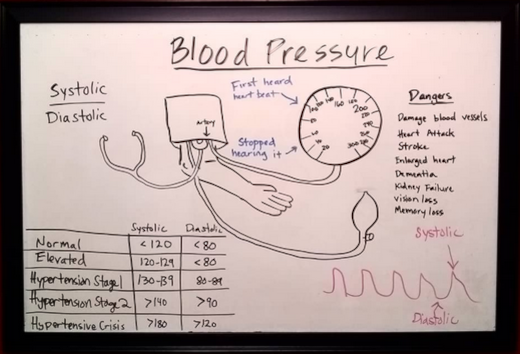 Blood Pressure
Systolic
Diastolic
First heard
heart beat
Stopped
hearing it
Artery
Dangers
Damage blood vessels
Heart Attack
Stroke
Enlarged heart
Dementia
Kidney Failure
Vision loss
Memory loss
Systolic
Diastolic
Systolic Diastolic
Normal <120 <80
Elevated 120-129 <80
Hypertension Stage 1 130-139 80-89
Hypertension Stage 2 >140 >90
Hypertensive Crisis >180 >120